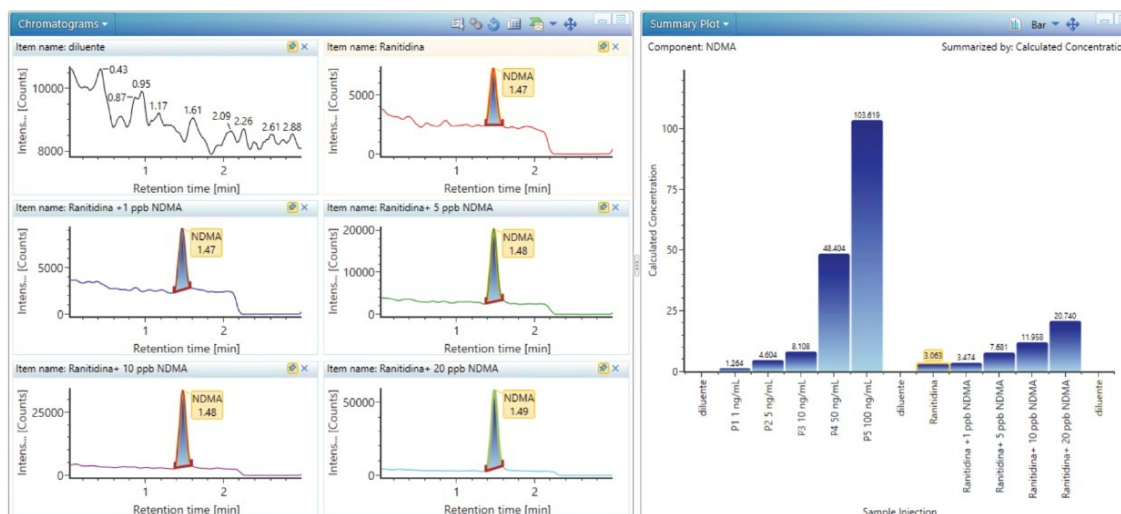 Chromatograms
Item name: diluente
Intens... [Counts]
10000
8000
0.43
0.87
0.95
1.17
1.61
2.09
2.26
2.61
2.88
1
2
Retention time [min]
Item name: Ranitidina
Intens... [Counts]
5000
0
NDMA
1.47
1
2
Retention time [min]
Item name: Ranitidina +1 ppb NDMA
Intens... [Counts]
5000
0
NDMA
1.47
1
2
Retention time [min]
Item name: Ranitidina+ 5 ppb NDMA
Intens... [Counts]
20000
10000
0
NDMA
1.48
1
2
Retention time [min]
Item name: Ranitidina+ 10 ppb NDMA
Intens... [Counts]
25000
0
NDMA
1.48
1
2
Retention time [min]
Item name: Ranitidina+ 20 ppb NDMA
Intens... [Counts]
50000
25000
0
NDMA
1.49
1
2
Retention time [min]
Summary Plot
Bar
Component: NDMA
Summarized by: Calculated Concentratio
Calculated Concentration
100
75
50
25
0
1.264
4.604
8.108
48.404
103.619
3.063
3.474
7.681
11.958
20.740
diluente
P1 1 ng/mL
P2 5 ng/mL
P3 10 ng/mL
P4 50 ng/mL
P5 100 ng/mL
diluente
Ranitidina
Ranitidina +1 ppb NDMA
Ranitidina+ 5 ppb NDMA
Ranitidina+ 10 ppb NDMA
Ranitidina+ 20 ppb NDMA
diluente
Sample Injection